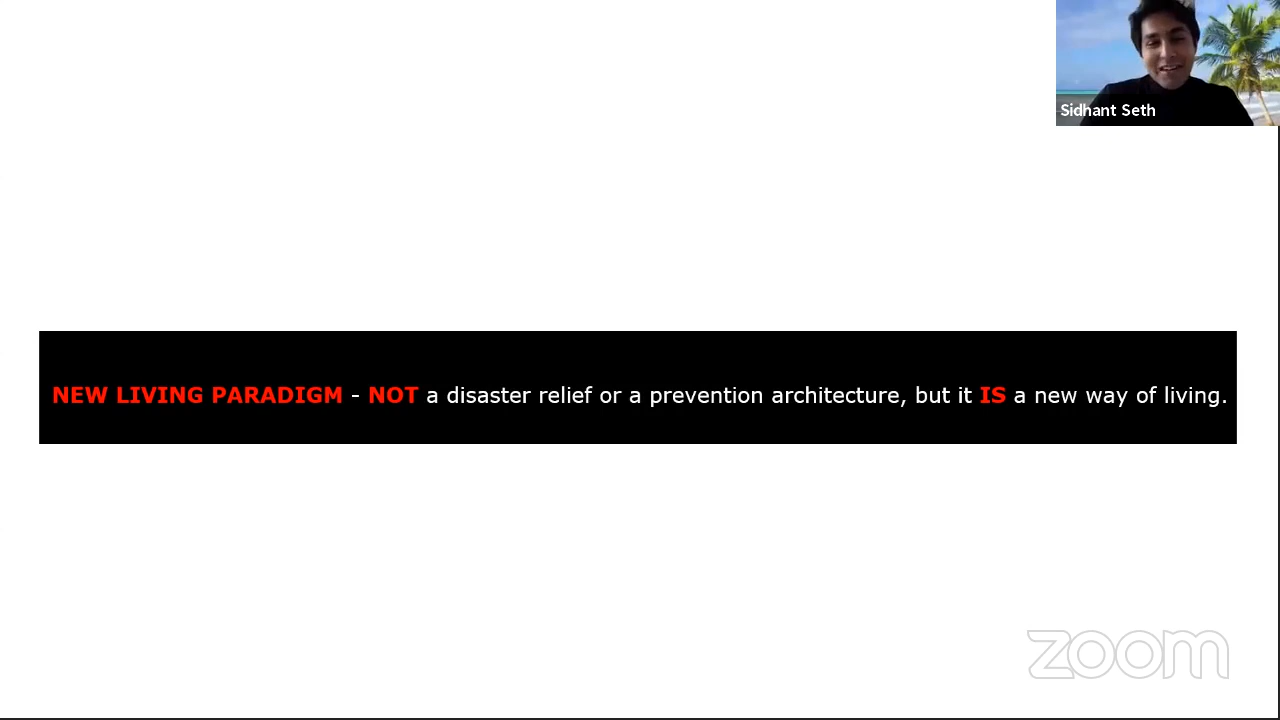 Sidhant Seth
NEW LIVING PARADIGM - NOT a disaster relief or a prevention architecture, but it IS a new way of living.
zoom